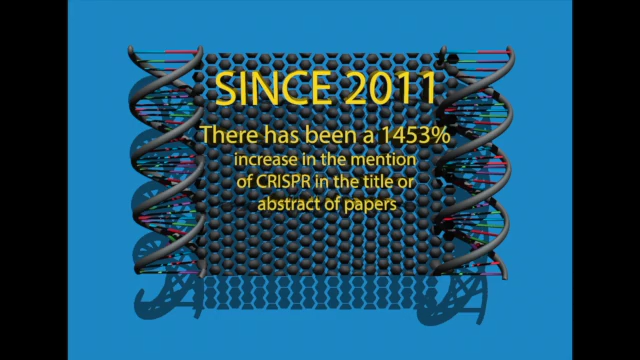 SINCE 2011
There has been a 1453%
increase in the mention
of CRISPR in the title or
abstract of papers